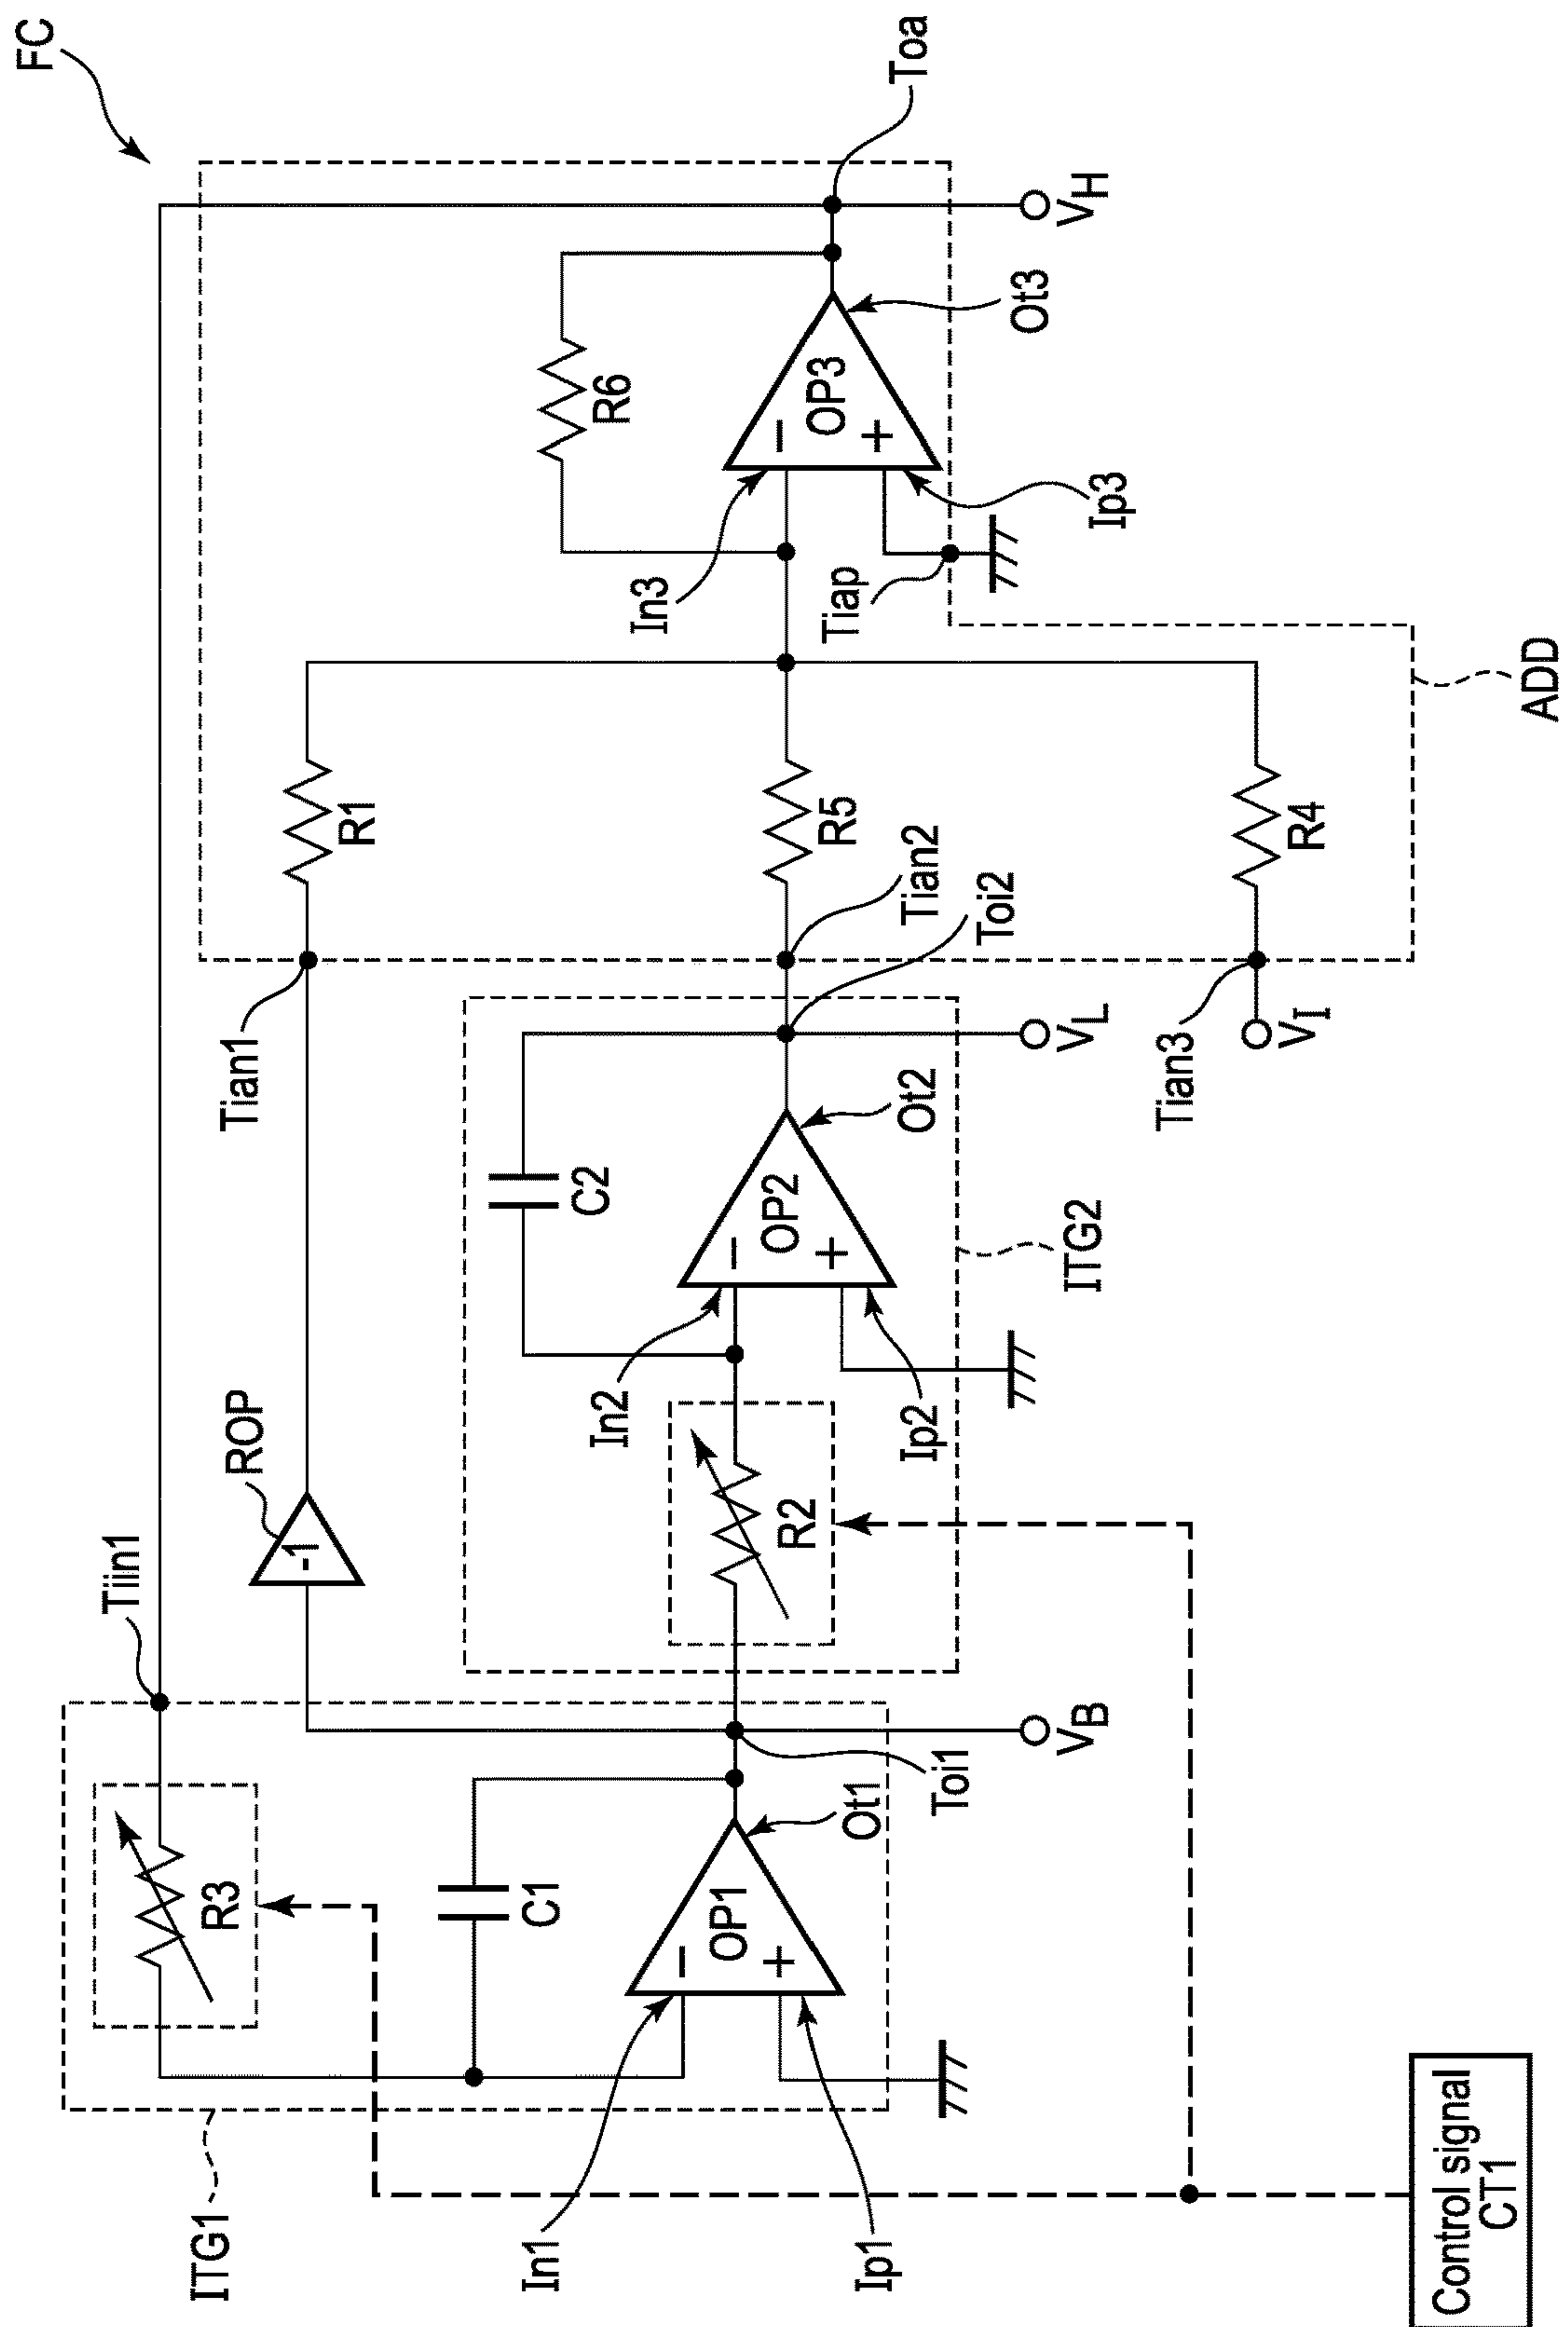 FC
Toa
VH
Ot3
OP3
−
+
R6
In3
Ip3
Tiap
ADD
R1
R5
R4
Tian1
Tian2
Toi2
Tian3
VI
VL
Ot2
C2
OP2
−
+
ITG2
In2
Ip2
ROP
-1
R2
Tiin1
VB
Toi1
Ot1
R3
C1
OP1
−
+
ITG1
In1
Ip1
Control signal
CT1